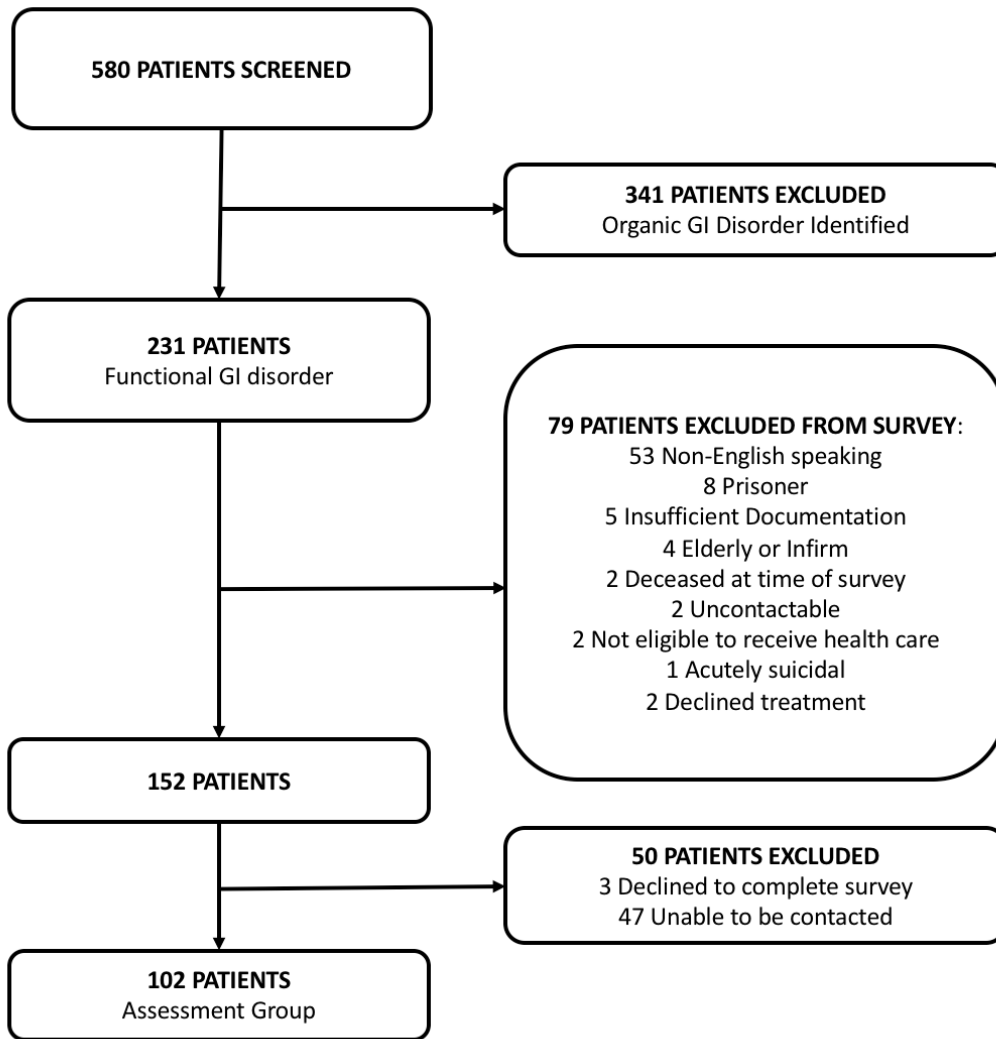 580 PATIENTS SCREENED
341 PATIENTS EXCLUDED
Organic GI Disorder Identified
231 PATIENTS
Functional GI disorder
79 PATIENTS EXCLUDED FROM SURVEY:
53 Non-English speaking
8 Prisoner
5 Insufficient Documentation
4 Elderly or Infirm
2 Deceased at time of survey
2 Uncontactable
2 Not eligible to receive health care
1 Acutely suicidal
2 Declined treatment
152 PATIENTS
50 PATIENTS EXCLUDED
3 Declined to complete survey
47 Unable to be contacted
102 PATIENTS
Assessment Group